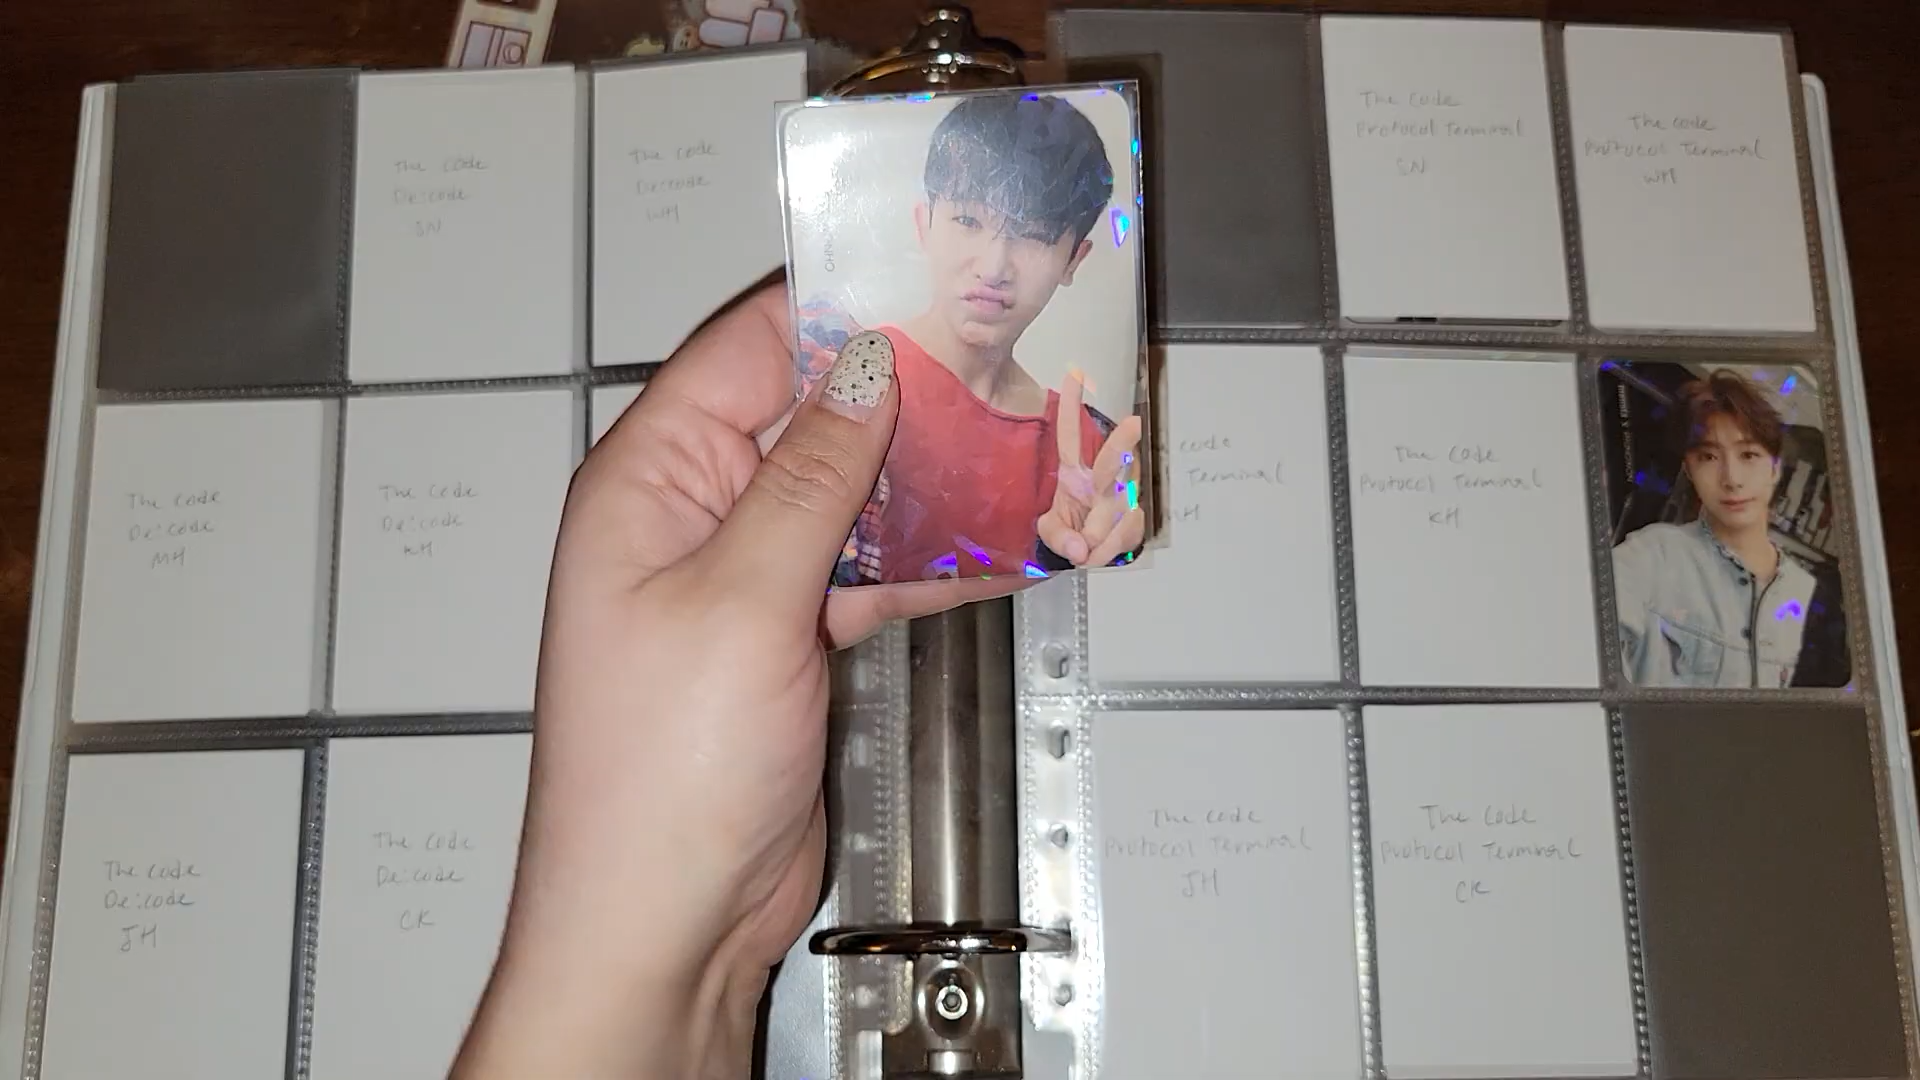 The Code
De:code
SN
The Code
De:code
WH
The Code
Protocol Terminal
SN
The Code
Protocol Terminal
WH
The Code
De:code
MH
The Code
De:code
KH
code
Terminal
MH
The Code
Protocol Terminal
KH
The Code
De:code
JH
The Code
De:code
CK
The Code
Protocol Terminal
JH
The Code
Protocol Terminal
CK